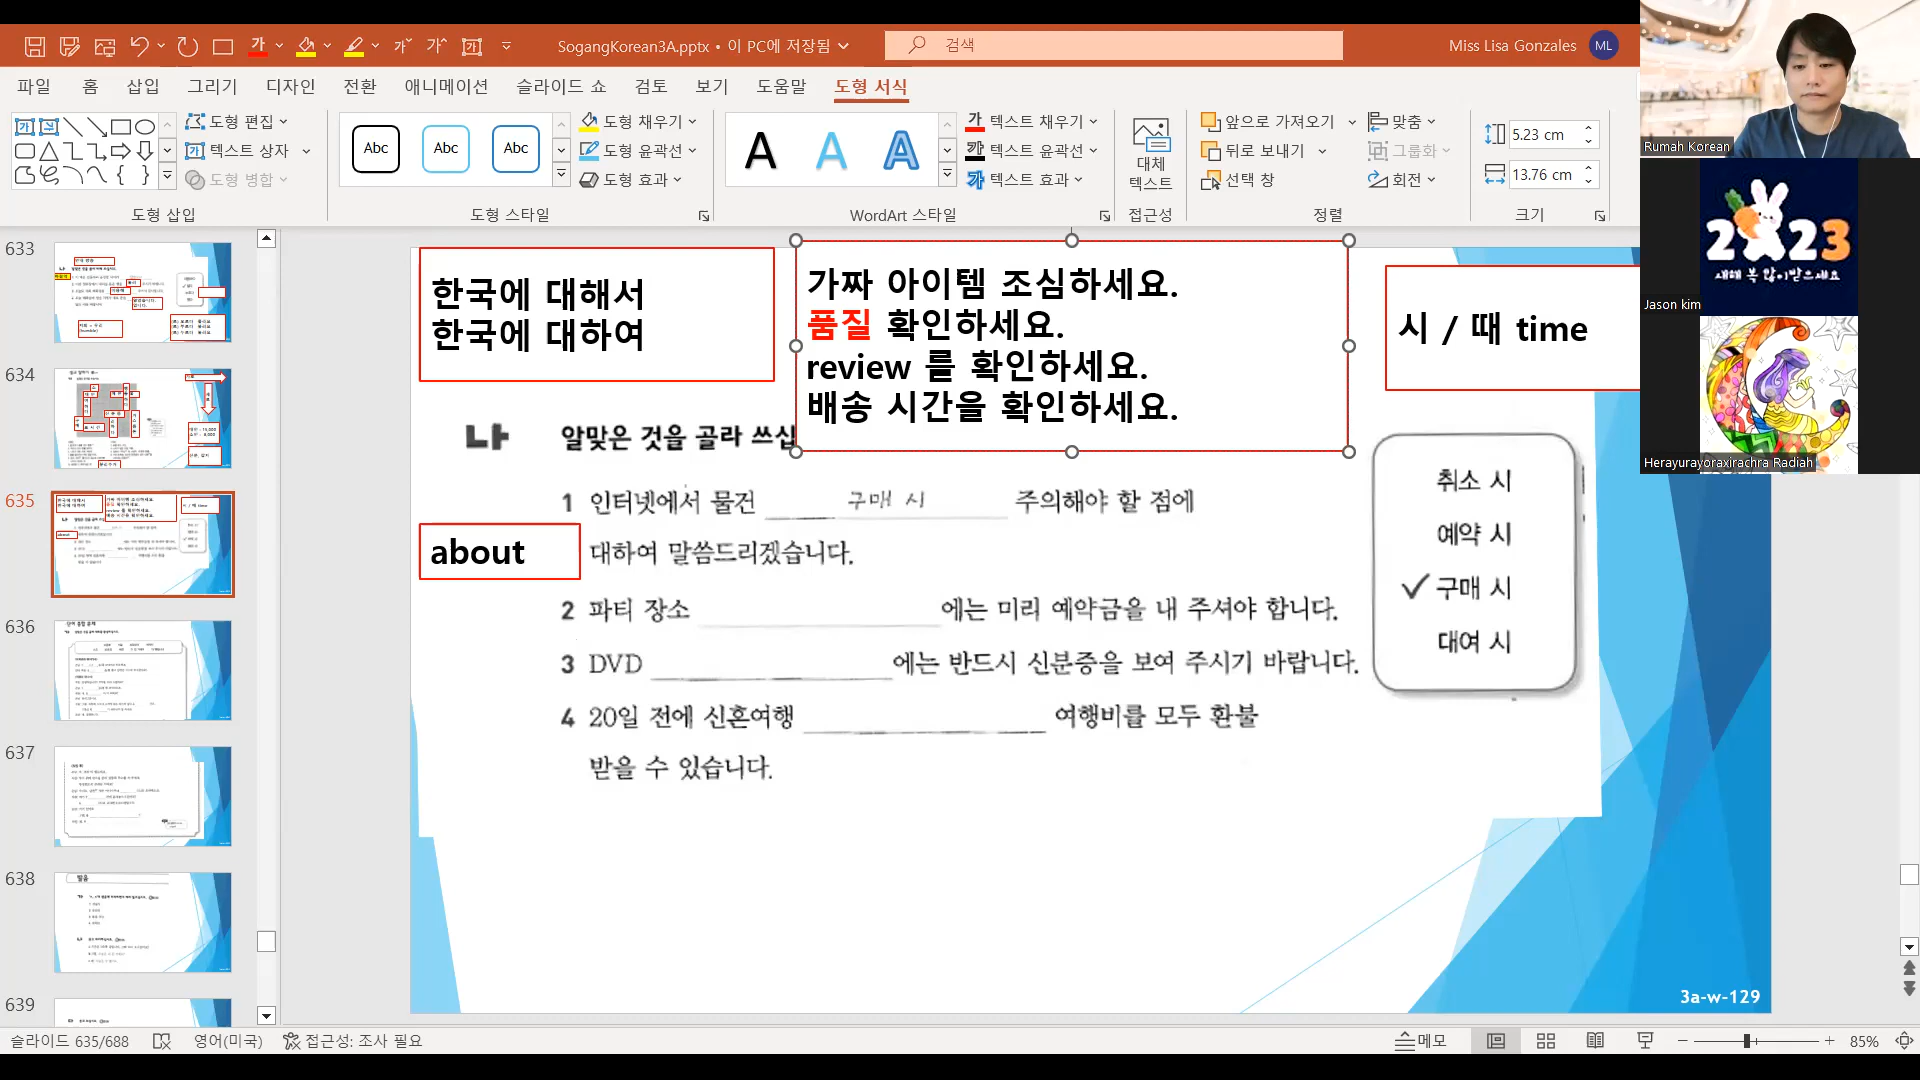 SogangKorean3A.pptx • 이 PC에 저장됨
검색
Miss Lisa Gonzales
ML
파일 홈 삽입 그리기 디자인 전환 애니메이션 슬라이드 쇼 검토 보기 도움말 도형 서식
도형 편집
텍스트 상자
도형 병합
도형 삽입
Abc Abc Abc
도형 채우기
도형 윤곽선
도형 효과
도형 스타일
A A A
텍스트 채우기
텍스트 윤곽선
텍스트 효과
WordArt 스타일
대체
텍스트
접근성
앞으로 가져오기
뒤로 보내기
선택 창
맞춤
그룹화
회전
정렬
5.23 cm
13.76 cm
크기
Rumah Korean
2023
새해 복 많이받으세요
Jason kim
Herayurayoraxirachra Radiah
633
634
635
636
637
638
639
한국에 대해서
한국에 대하여
가짜 아이템 조심하세요.
품질 확인하세요.
review 를 확인하세요.
배송 시간을 확인하세요.
시 / 때 time
나 알맞은 것을 골라 쓰십
1 인터넷에서 물건 구매 시 주의해야 할 점에
about
대하여 말씀드리겠습니다.
2 파티 장소 에는 미리 예약금을 내 주셔야 합니다.
3 DVD 에는 반드시 신분증을 보여 주시기 바랍니다.
4 20일 전에 신혼여행 여행비를 모두 환불
받을 수 있습니다.
취소 시
예약 시
구매 시
대여 시
3a-w-129
슬라이드 635/688
영어(미국)
접근성: 조사 필요
메모
85%